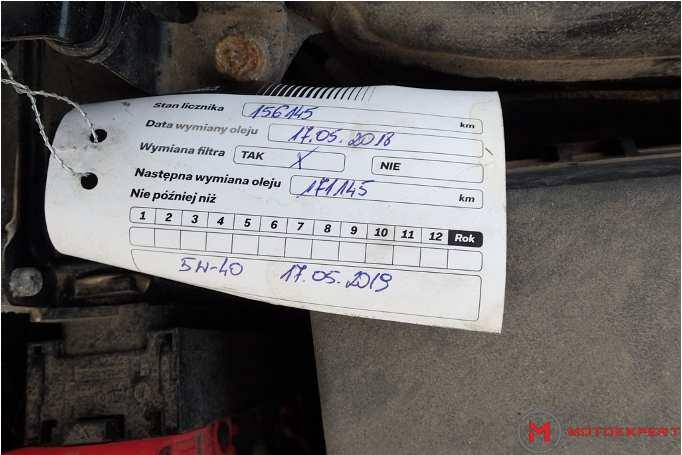 Stan licznika 156145 km
Data wymiany oleju 17.05.2018
Wymiana filtra TAK X NIE
Następna wymiana oleju 171145 km
Nie później niż
1 2 3 4 5 6 7 8 9 10 11 12 Rok
5W-40 17.05.2019
M MOTOEXPERT